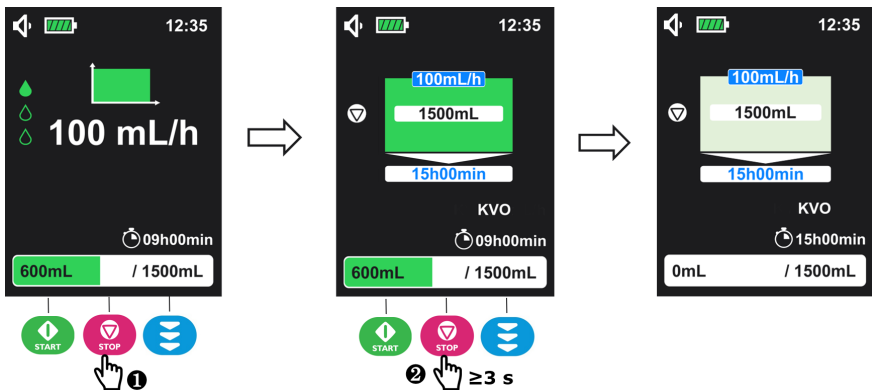 12:35
100 mL/h
09h00min
600mL / 1500mL
START STOP
❶
12:35
100mL/h
1500mL
15h00min
KVO
09h00min
600mL / 1500mL
START STOP
❷ ≥3 s
12:35
100mL/h
1500mL
15h00min
KVO
15h00min
0mL / 1500mL